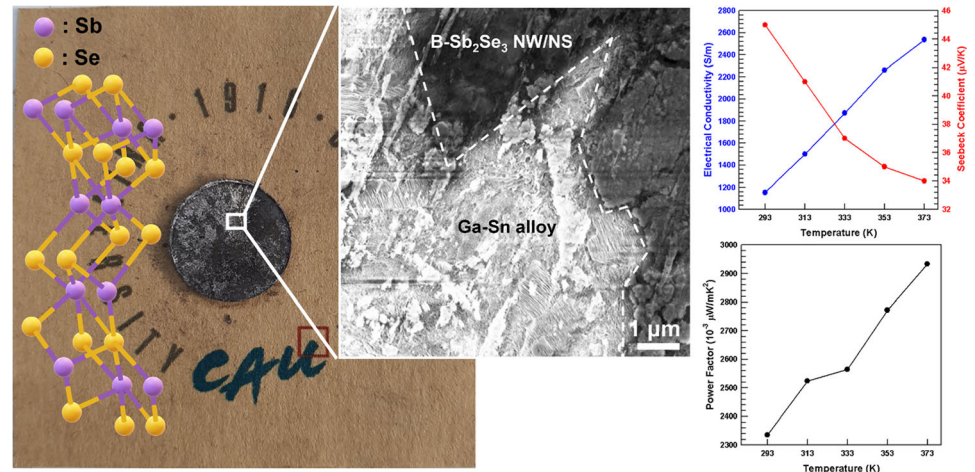 : Sb
: Se
1916
SITY
CAU
B-Sb₂Se₃ NW/NS
Ga-Sn alloy
1 μm
Electrical Conductivity (S/m)
2800
2600
2400
2200
2000
1800
1600
1400
1200
1000
Seebeck Coefficient (μV/K)
46
44
42
40
38
36
34
32
293 313 333 353 373
Temperature (K)
Power Factor (10⁻³ μW/mK²)
3000
2900
2800
2700
2600
2500
2400
2300
293 313 333 353 373
Temperature (K)